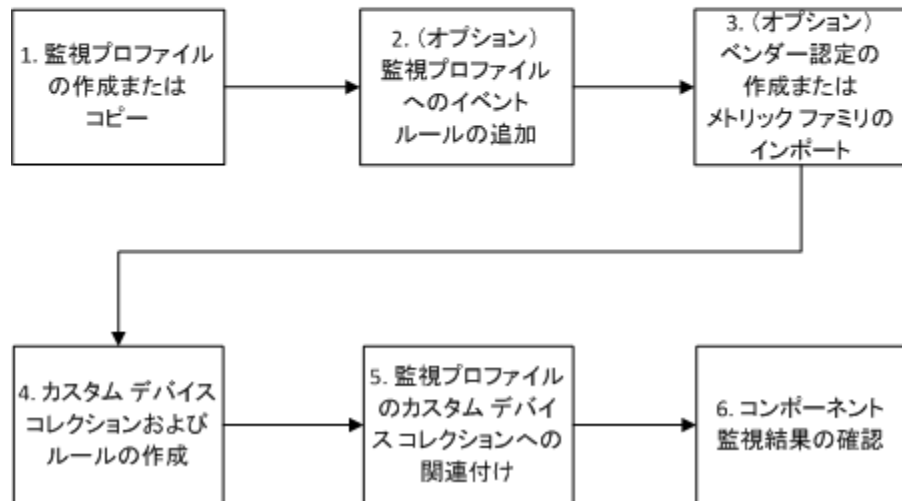 1. 監視プロファイル
の作成または
コピー
2. (オプション)
監視プロファイル
へのイベント
ルールの追加
3. (オプション)
ベンダー認定の
作成または
メトリック ファミリの
インポート
4. カスタム デバイス
コレクションおよび
ルールの作成
5. 監視プロファイル
のカスタム デバイ
ス コレクションへの
関連付け
6. コンポーネント
監視結果の確認